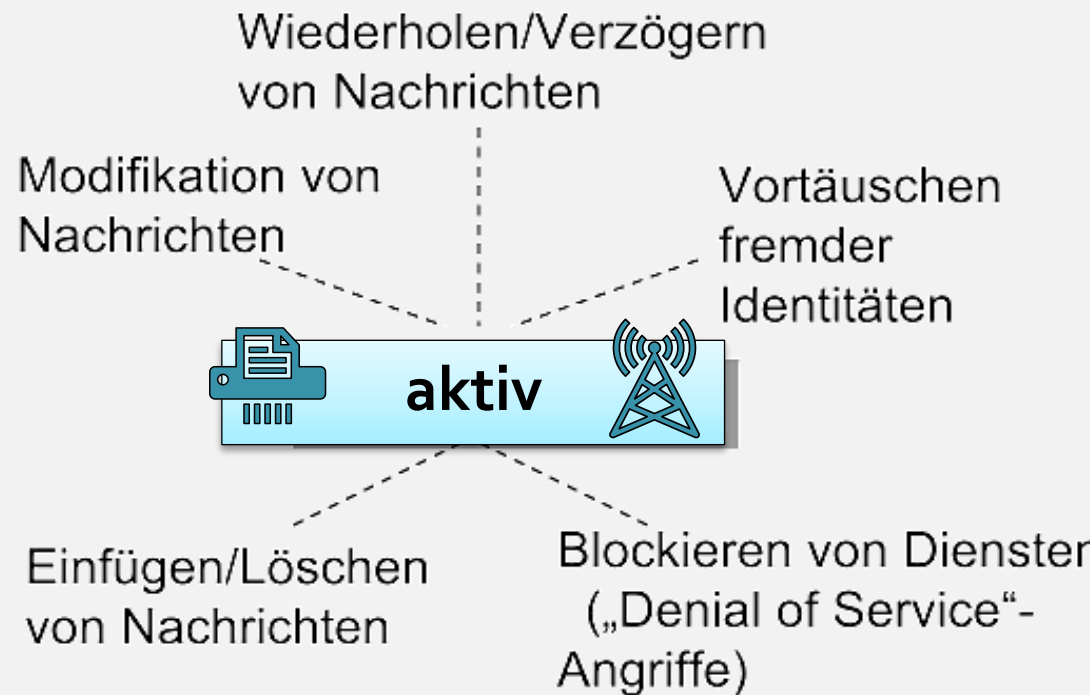 Wiederholen/Verzögern
von Nachrichten
Modifikation von
Nachrichten
Vortäuschen
fremder
Identitäten
aktiv
Einfügen/Löschen
von Nachrichten
Blockieren von Diensten
(„Denial of Service“-
Angriffe)